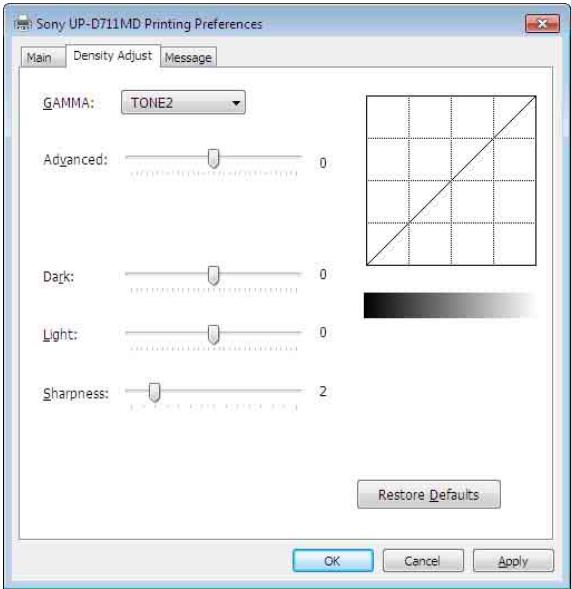 Sony UP-D711MD Printing Preferences
Main Density Adjust Message
GAMMA: TONE2
Advanced: 0
Dark: 0
Light: 0
Sharpness: 2
Restore Defaults
OK Cancel Apply